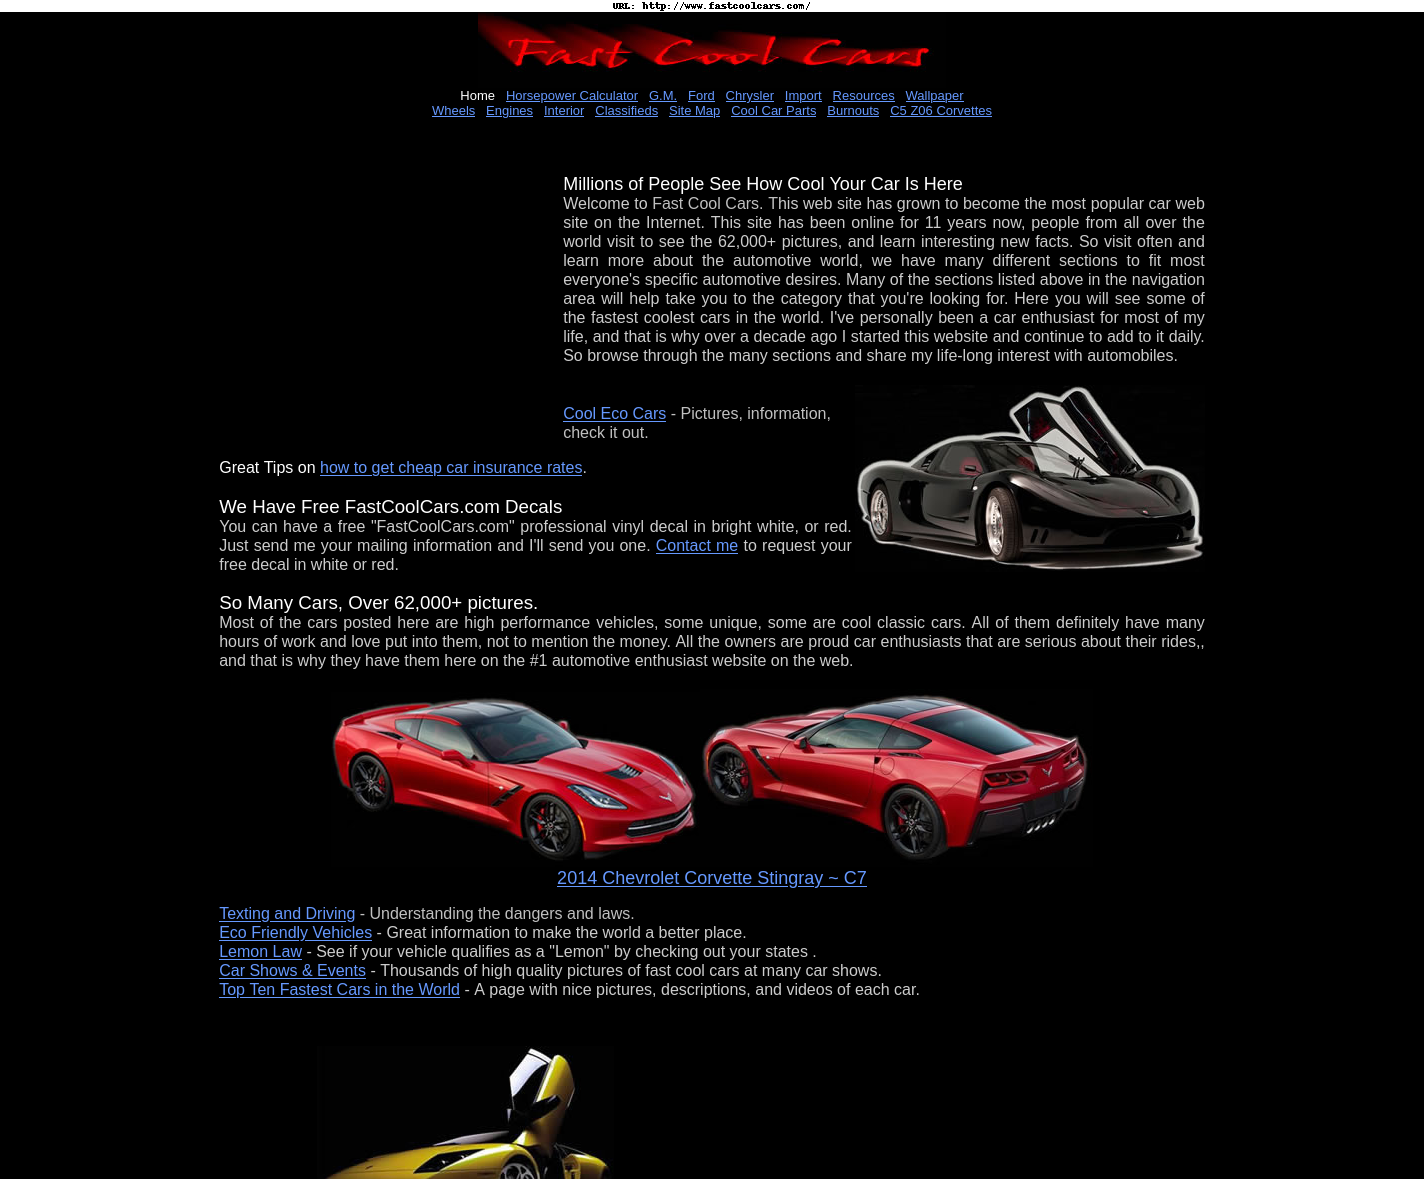 URL: http://www.fastcoolcars.com/
Fast Cool Cars
Home Horsepower Calculator G.M. Ford Chrysler Import Resources Wallpaper
Wheels Engines Interior Classifieds Site Map Cool Car Parts Burnouts C5 Z06 Corvettes
Millions of People See How Cool Your Car Is Here
Welcome to Fast Cool Cars. This web site has grown to become the most popular car web
site on the Internet. This site has been online for 11 years now, people from all over the
world visit to see the 62,000+ pictures, and learn interesting new facts. So visit often and
learn more about the automotive world, we have many different sections to fit most
everyone's specific automotive desires. Many of the sections listed above in the navigation
area will help take you to the category that you're looking for. Here you will see some of
the fastest coolest cars in the world. I've personally been a car enthusiast for most of my
life, and that is why over a decade ago I started this website and continue to add to it daily.
So browse through the many sections and share my life-long interest with automobiles.
Cool Eco Cars - Pictures, information,
check it out.
Great Tips on how to get cheap car insurance rates.
We Have Free FastCoolCars.com Decals
You can have a free "FastCoolCars.com" professional vinyl decal in bright white, or red.
Just send me your mailing information and I'll send you one. Contact me to request your
free decal in white or red.
So Many Cars, Over 62,000+ pictures.
Most of the cars posted here are high performance vehicles, some unique, some are cool classic cars. All of them definitely have many
hours of work and love put into them, not to mention the money. All the owners are proud car enthusiasts that are serious about their rides,,
and that is why they have them here on the #1 automotive enthusiast website on the web.
2014 Chevrolet Corvette Stingray ~ C7
Texting and Driving - Understanding the dangers and laws.
Eco Friendly Vehicles - Great information to make the world a better place.
Lemon Law - See if your vehicle qualifies as a "Lemon" by checking out your states .
Car Shows & Events - Thousands of high quality pictures of fast cool cars at many car shows.
Top Ten Fastest Cars in the World - A page with nice pictures, descriptions, and videos of each car.